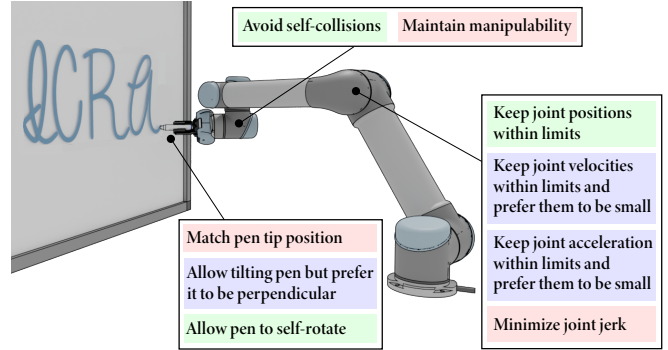 Avoid self-collisions
Maintain manipulability
ICRA
Keep joint positions
within limits
Keep joint velocities
within limits and
prefer them to be small
Keep joint acceleration
within limits and
prefer them to be small
Minimize joint jerk
Match pen tip position
Allow tilting pen but prefer
it to be perpendicular
Allow pen to self-rotate